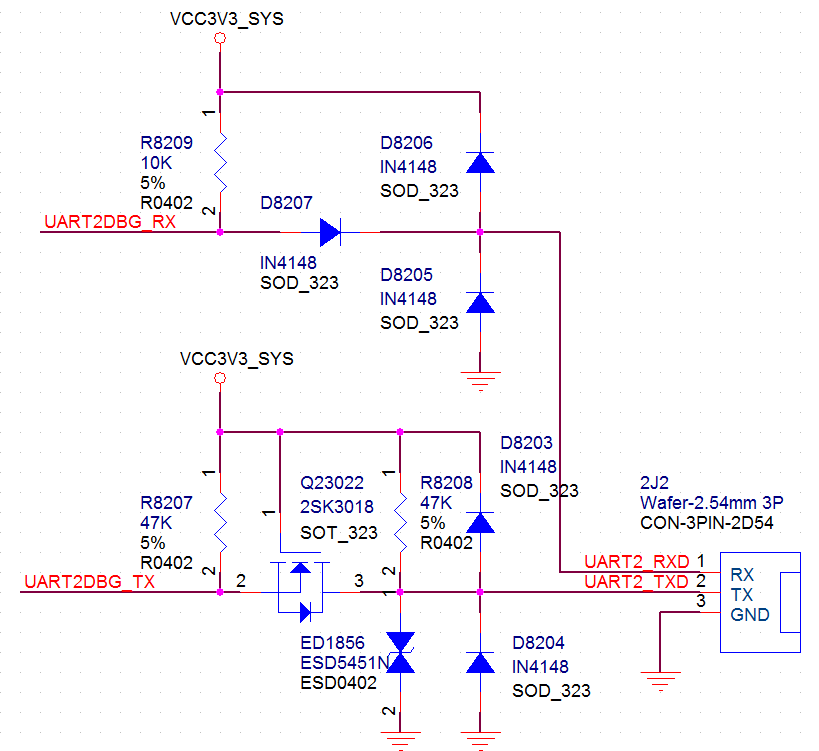 VCC3V3_SYS
1
R8209
10K
5%
R0402
2
UART2DBG_RX
D8207
IN4148
SOD_323
D8206
IN4148
SOD_323
D8205
IN4148
SOD_323
VCC3V3_SYS
1
R8207
47K
5%
R0402
2
UART2DBG_TX
1
Q23022
2SK3018
SOT_323
2
3
1
R8208
47K
5%
R0402
2
D8203
IN4148
SOD_323
1
ED1856
ESD5451N
ESD0402
2
D8204
IN4148
SOD_323
2J2
Wafer-2.54mm 3P
CON-3PIN-2D54
UART2_RXD 1 RX
UART2_TXD 2 TX
3 GND